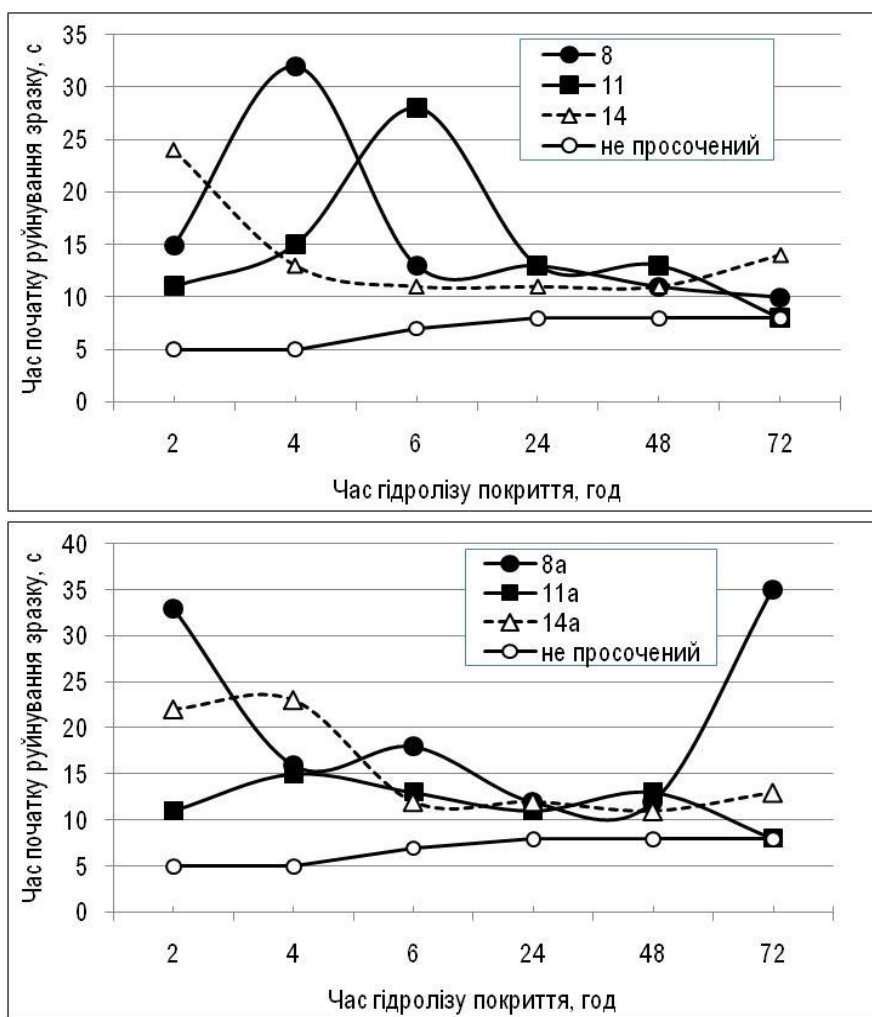 Час початку руйнування зразку, с
35
30
25
20
15
10
5
0
8
11
14
не просочений
2 4 6 24 48 72
Час гідролізу покриття, год
Час початку руйнування зразку, с
40
35
30
25
20
15
10
5
0
8а
11а
14а
не просочений
2 4 6 24 48 72
Час гідролізу покриття, год